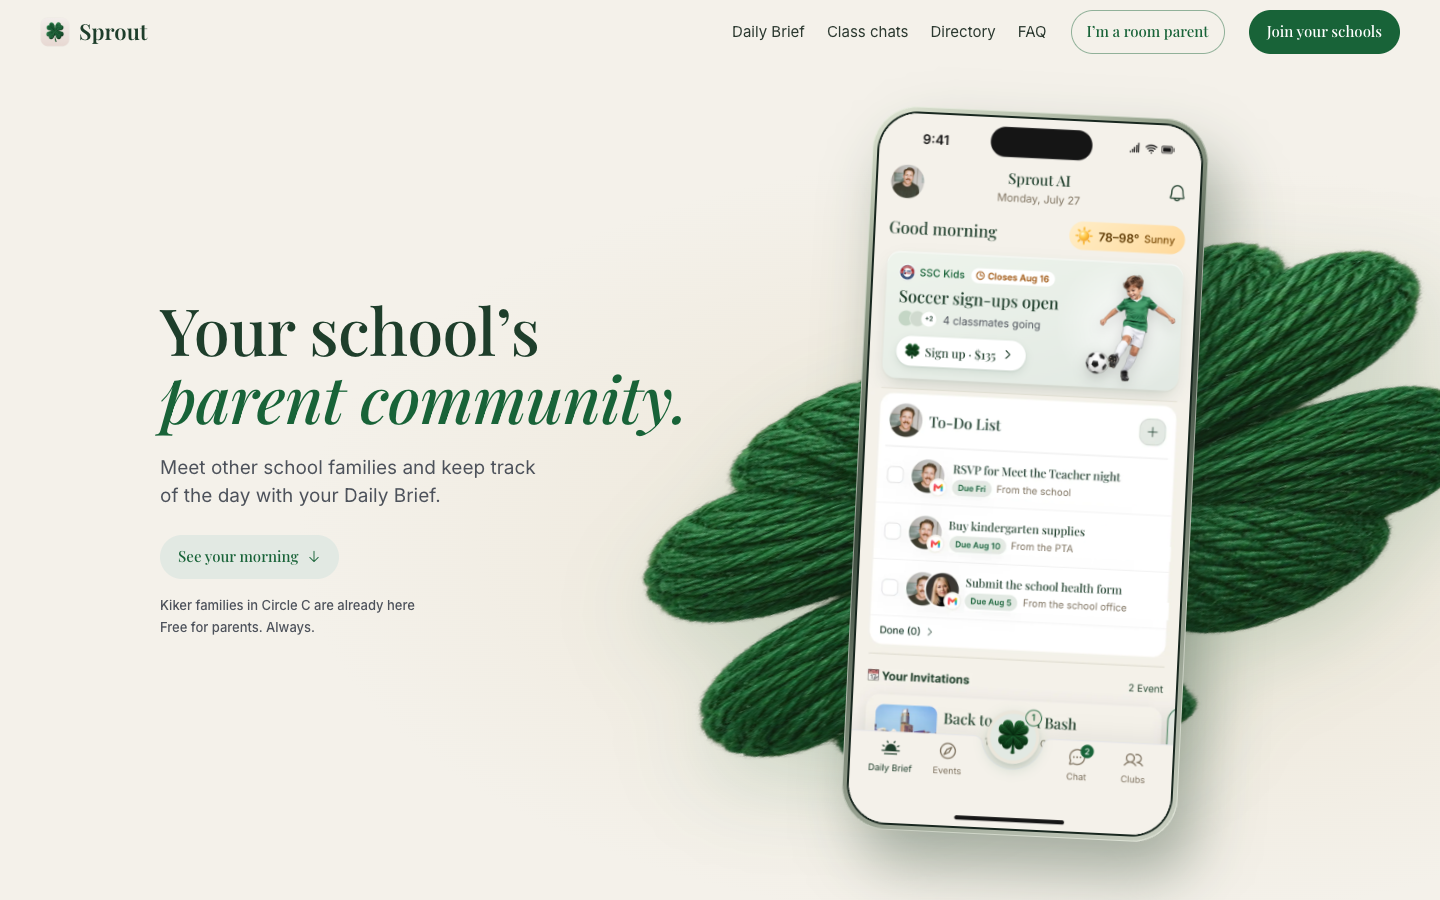 Sprout
Daily Brief
Class chats
Directory
FAQ
I'm a room parent
Join your schools
Your school's
parent community.
Meet other school families and keep track
of the day with your Daily Brief.
See your morning ↓
Kiker families in Circle C are already here
Free for parents. Always.
9:41
Sprout AI
Monday, July 27
Good morning
78–98° Sunny
SSC Kids
Closes Aug 16
Soccer sign-ups open
+2
4 classmates going
Sign up · $135
To-Do List
RSVP for Meet the Teacher night
Due Fri From the school
Buy kindergarten supplies
Due Aug 10 From the PTA
Submit the school health form
Due Aug 5 From the school office
Done (0)
Your Invitations
2 Event
Back to
Bash
1
2
Daily Brief
Events
Chat
Clubs